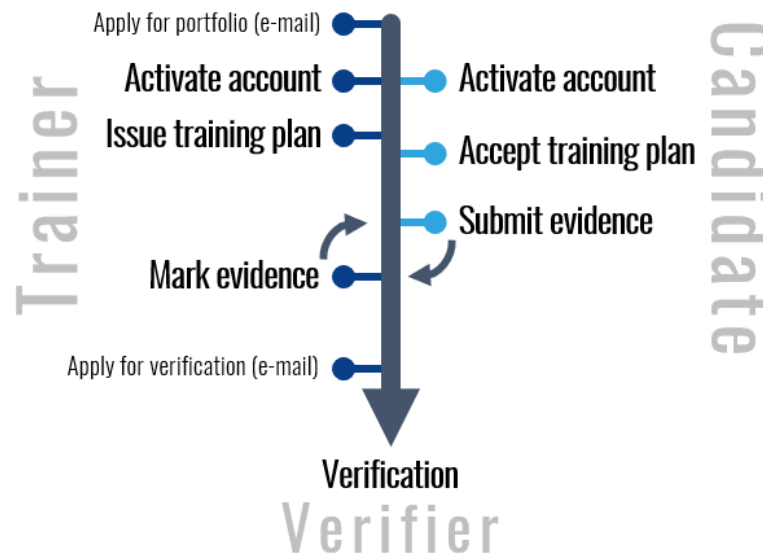 Apply for portfolio (e-mail)
Activate account
Activate account
Issue training plan
Accept training plan
Submit evidence
Mark evidence
Apply for verification (e-mail)
Verification
Trainer
Candidate
Verifier